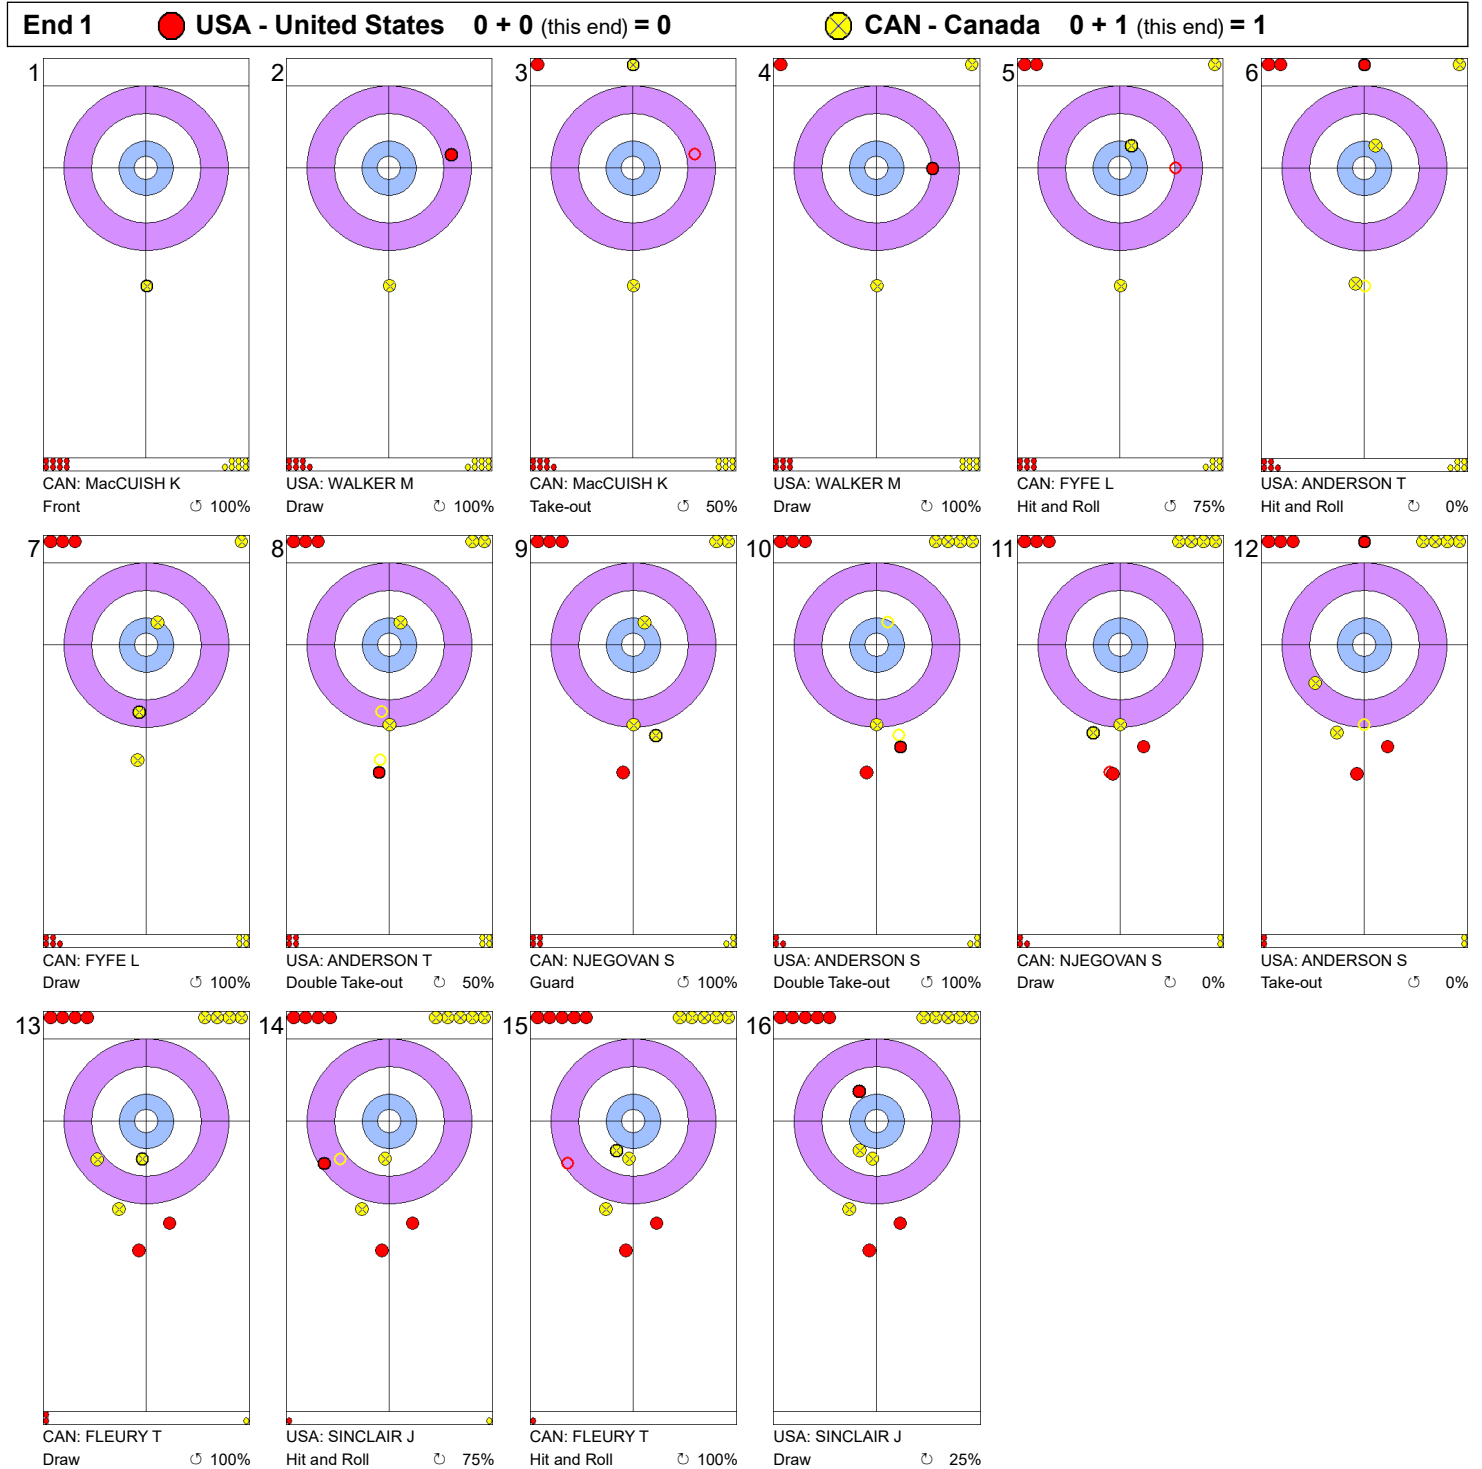 End 1 USA - United States 0 + 0 (this end) = 0 CAN - Canada 0 + 1 (this end) = 1
1 2 3 4 5 6
CAN: MacCUISH K USA: WALKER M CAN: MacCUISH K USA: WALKER M CAN: FYFE L USA: ANDERSON T
Front ↺ 100% Draw ↻ 100% Take-out ↺ 50% Draw ↻ 100% Hit and Roll ↺ 75% Hit and Roll ↻ 0%
7 8 9 10 11 12
CAN: FYFE L USA: ANDERSON T CAN: NJEGOVAN S USA: ANDERSON S CAN: NJEGOVAN S USA: ANDERSON S
Draw ↺ 100% Double Take-out ↻ 50% Guard ↺ 100% Double Take-out ↺ 100% Draw ↻ 0% Take-out ↻ 0%
13 14 15 16
CAN: FLEURY T USA: SINCLAIR J CAN: FLEURY T USA: SINCLAIR J
Draw ↺ 100% Hit and Roll ↻ 75% Hit and Roll ↻ 100% Draw ↻ 25%